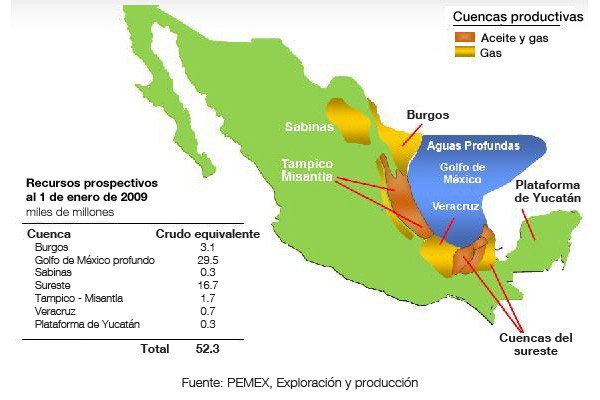 Cuencas productivas
Aceite y gas
Gas
Burgos
Sabinas
Aguas Profundas
Tampico
Misantla
Golfo de
México
Plataforma
de Yucatán
Veracruz
Recursos prospectivos
al 1 de enero de 2009
miles de millones
Cuenca Crudo equivalente
Burgos 3.1
Golfo de México profundo 29.5
Sabinas 0.3
Sureste 16.7
Tampico - Misantla 1.7
Veracruz 0.7
Plataforma de Yucatán 0.3
Total 52.3
Cuencas del
sureste
Fuente: PEMEX, Exploración y producción